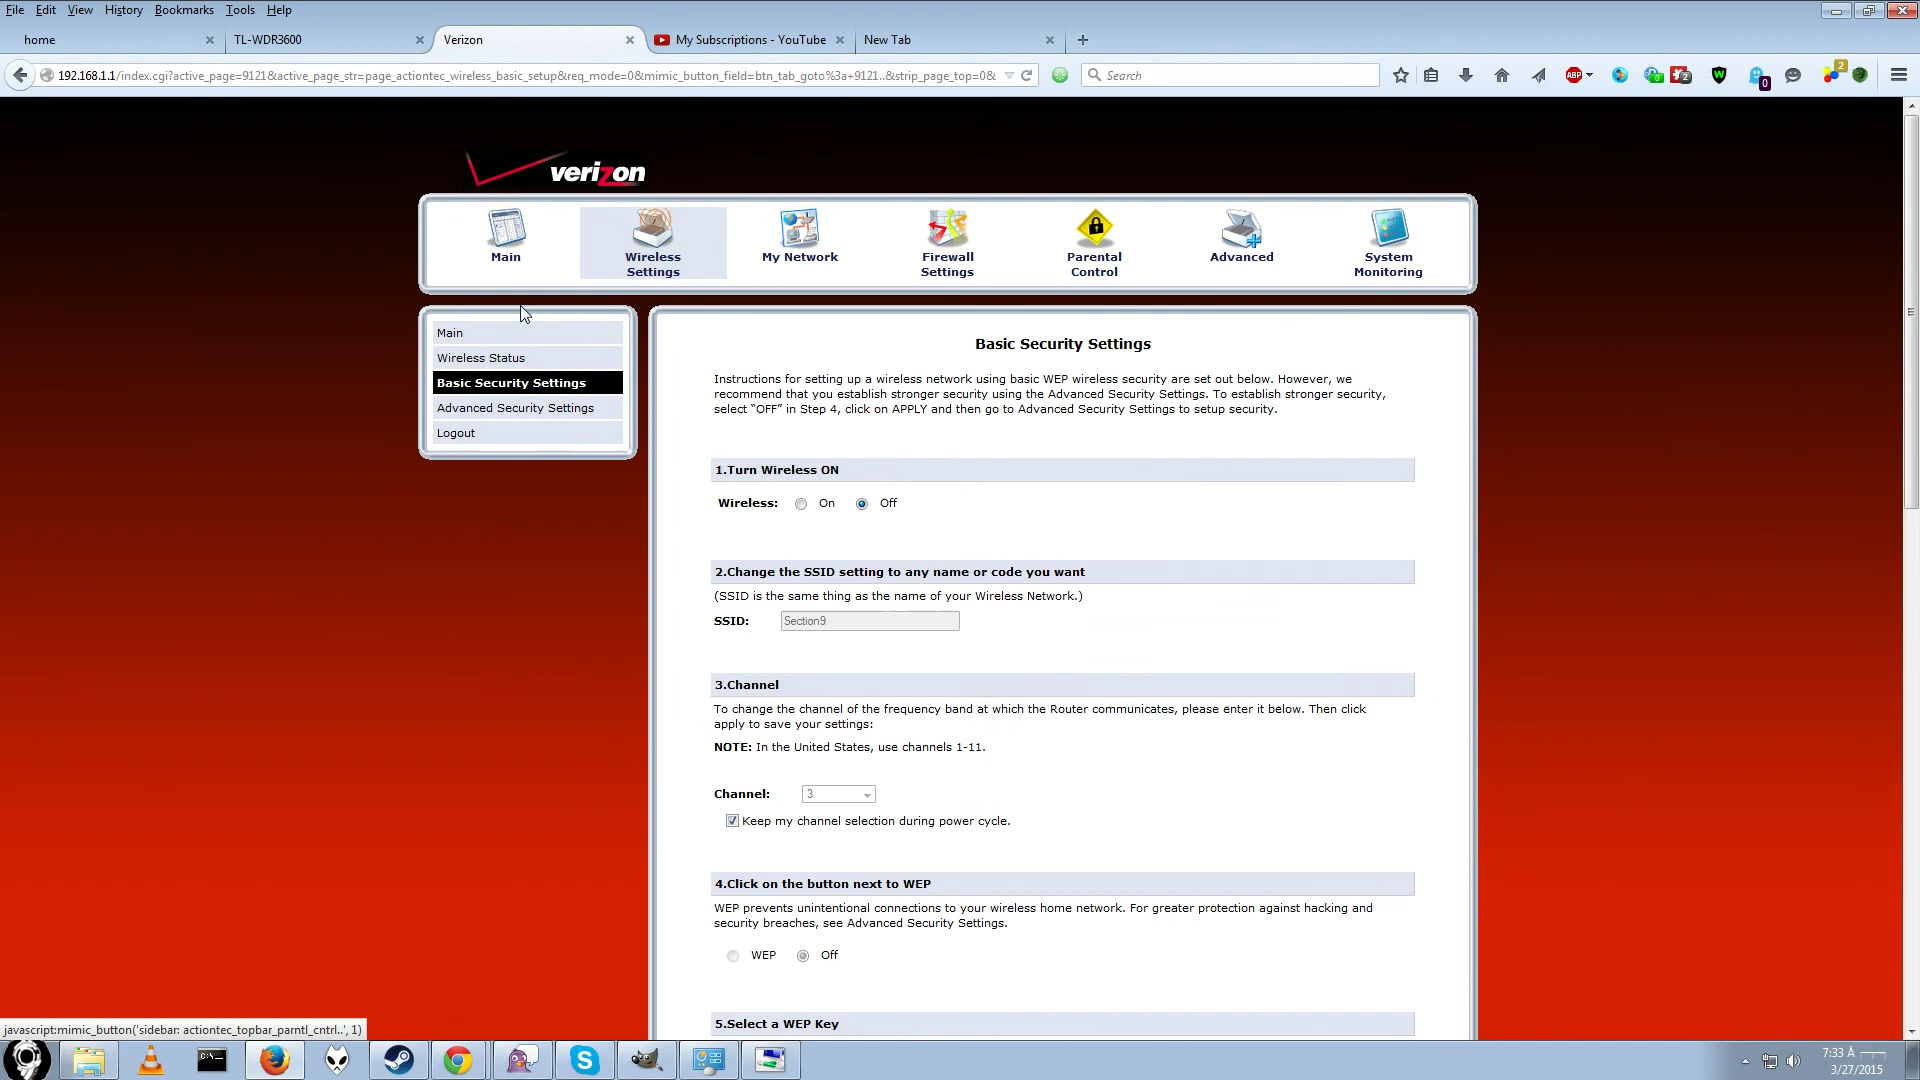 File Edit View History Bookmarks Tools Help
home TL-WDR3600 Verizon My Subscriptions - YouTube New Tab
192.168.1.1/index.cgi?active_page=9121&active_page_str=page_actiontec_wireless_basic_setup&req_mode=0&mimic_button_field=btn_tab_goto%3a+9121..&strip_page_top=0& Search ABP 2 W 0 2
verizon
Main Wireless Settings My Network Firewall Settings Parental Control Advanced System Monitoring
Main
Wireless Status
Basic Security Settings
Advanced Security Settings
Logout
Basic Security Settings
Instructions for setting up a wireless network using basic WEP wireless security are set out below. However, we
recommend that you establish stronger security using the Advanced Security Settings. To establish stronger security,
select “OFF” in Step 4, click on APPLY and then go to Advanced Security Settings to setup security.
1.Turn Wireless ON
Wireless: On Off
2.Change the SSID setting to any name or code you want
(SSID is the same thing as the name of your Wireless Network.)
SSID: Section9
3.Channel
To change the channel of the frequency band at which the Router communicates, please enter it below. Then click
apply to save your settings:
NOTE: In the United States, use channels 1-11.
Channel: 3
Keep my channel selection during power cycle.
4.Click on the button next to WEP
WEP prevents unintentional connections to your wireless home network. For greater protection against hacking and
security breaches, see Advanced Security Settings.
WEP Off
5.Select a WEP Key
javascript:mimic_button('sidebar: actiontec_topbar_parntl_cntrl..', 1)
7:33 Â
3/27/2015